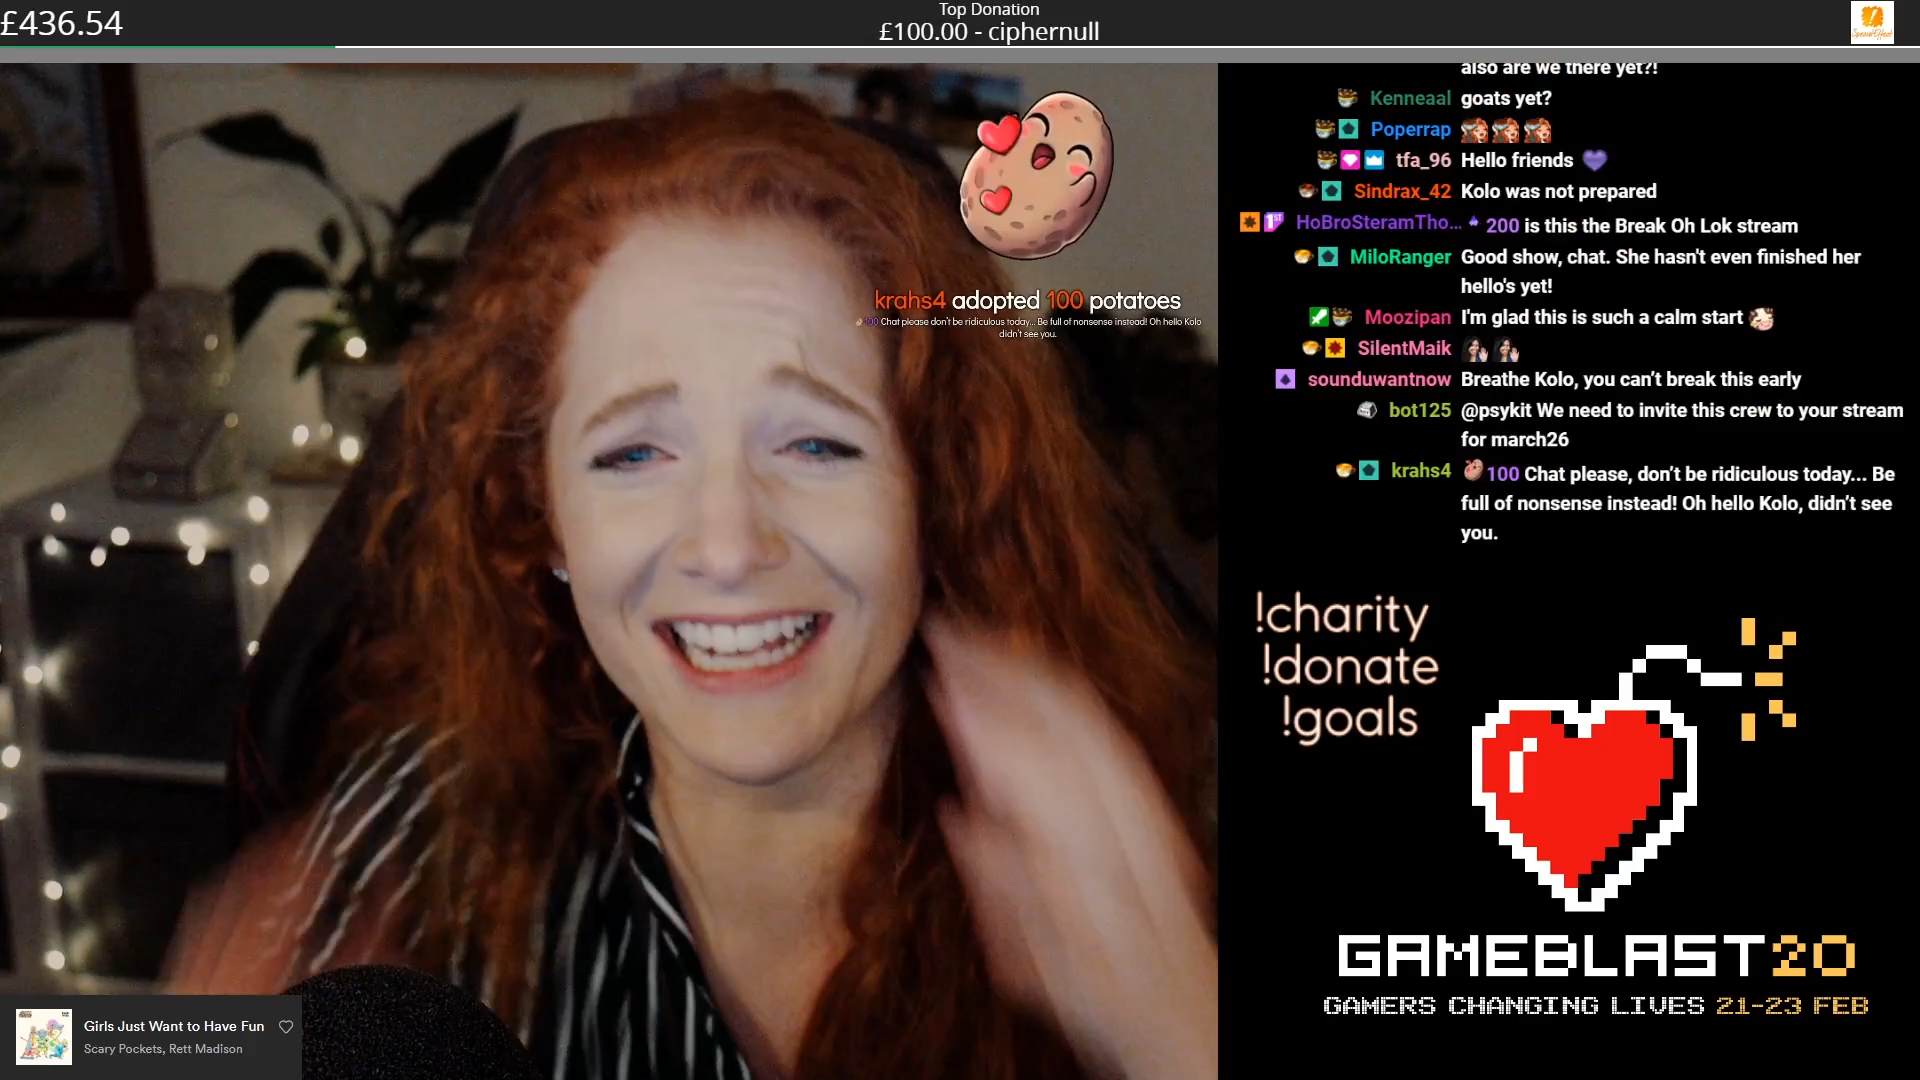 £436.54
Top Donation
£100.00 - ciphernull
SpecialEffect
also are we there yet?!
Kenneaal goats yet?
Poperrap
tfa_96 Hello friends
Sindrax_42 Kolo was not prepared
HoBroSteramTho... 200 is this the Break Oh Lok stream
MiloRanger Good show, chat. She hasn't even finished her
hello's yet!
Moozipan I'm glad this is such a calm start
SilentMaik
sounduwantnow Breathe Kolo, you can't break this early
bot125 @psykit We need to invite this crew to your stream
for march26
krahs4 100 Chat please, don't be ridiculous today... Be
full of nonsense instead! Oh hello Kolo, didn't see
you.
krahs4 adopted 100 potatoes
100 Chat please don't be ridiculous today... Be full of nonsense instead! Oh hello Kolo
didn't see you.
!charity
!donate
!goals
GAMEBLAST20
GAMERS CHANGING LIVES 21-23 FEB
Girls Just Want to Have Fun
Scary Pockets, Rett Madison